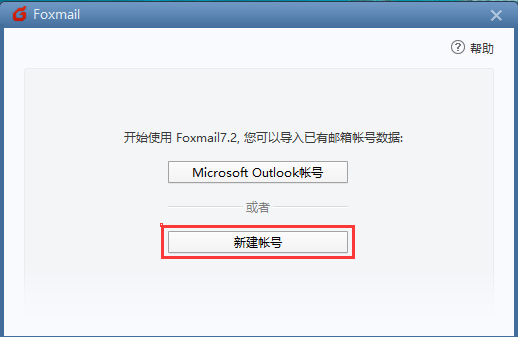 Foxmail
帮助
开始使用 Foxmail7.2, 您可以导入已有邮箱帐号数据:
Microsoft Outlook帐号
或者
新建帐号